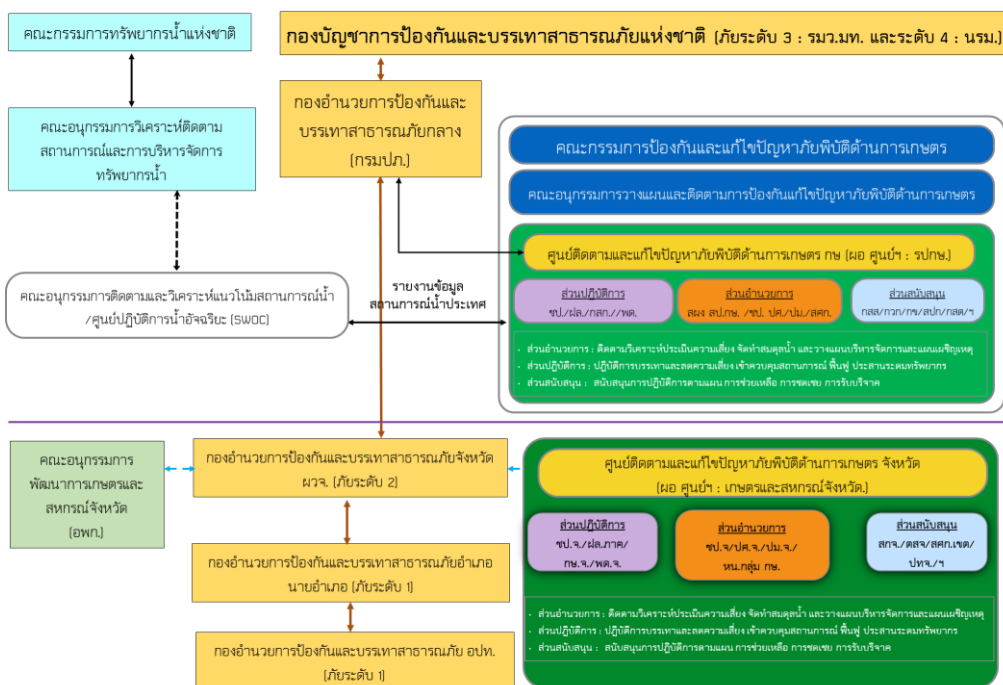 คณะกรรมการทรัพยากรน้ำแห่งชาติ
กองบัญชาการป้องกันและบรรเทาสาธารณภัยแห่งชาติ (ภัยระดับ 3 : รมว.มท. และระดับ 4 : นรม.)
คณะอนุกรรมการวิเคราะห์ติดตาม
สถานการณ์และการบริหารจัดการ
ทรัพยากรน้ำ
กองอำนวยการป้องกันและ
บรรเทาสาธารณภัยกลาง
(กรมปภ.)
คณะกรรมการป้องกันและแก้ไขปัญหาภัยพิบัติด้านการเกษตร
คณะอนุกรรมการวางแผนและติดตามการป้องกันแก้ไขปัญหาภัยพิบัติด้านการเกษตร
ศูนย์ติดตามและแก้ไขปัญหาภัยพิบัติด้านการเกษตร กษ (ผอ ศูนย์ฯ : รปกษ.)
คณะอนุกรรมการติดตามและวิเคราะห์แนวโน้มสถานการณ์น้ำ
/ศูนย์ปฏิบัติการน้ำอัจฉริยะ (SWOC)
รายงานข้อมูล
สถานการณ์น้ำประเทศ
ส่วนปฏิบัติการ
ชป./ฝล./กสก.//พด.
ส่วนอำนวยการ
สผง สป.กษ. /ชป. ปศ./ปม./สศก.
ส่วนสนับสนุน
กสส/กวก/กข/สปก/กสต/ฯ
• ส่วนอำนวยการ : ติดตามวิเคราะห์ประเมินความเสี่ยง จัดทำสมดุลน้ำ และวางแผนบริหารจัดการและแผนเผชิญเหตุ
• ส่วนปฏิบัติการ : ปฏิบัติการบรรเทาและลดความเสี่ยง เข้าควบคุมสถานการณ์ ฟื้นฟู ประสานระดมทรัพยากร
• ส่วนสนับสนุน : สนับสนุนการปฏิบัติการตามแผน การช่วยเหลือ การชดเชย การรับบริจาค
คณะอนุกรรมการ
พัฒนาการเกษตรและ
สหกรณ์จังหวัด
(อพก.)
กองอำนวยการป้องกันและบรรเทาสาธารณภัยจังหวัด
ผวจ. (ภัยระดับ 2)
ศูนย์ติดตามและแก้ไขปัญหาภัยพิบัติด้านการเกษตร จังหวัด
(ผอ ศูนย์ฯ : เกษตรและสหกรณ์จังหวัด.)
ส่วนปฏิบัติการ
ชป.จ./ฝล.ภาค/
กษ.จ./พด.จ.
ส่วนอำนวยการ
ชป.จ/ปศ.จ/ปม.จ./
หน.กลุ่ม กษ.
ส่วนสนับสนุน
สกจ./ตสจ/สศก.เขต/
ปทจ./ฯ
กองอำนวยการป้องกันและบรรเทาสาธารณภัยอำเภอ
นายอำเภอ (ภัยระดับ 1)
• ส่วนอำนวยการ : ติดตามวิเคราะห์ประเมินความเสี่ยง จัดทำสมดุลน้ำ และวางแผนบริหารจัดการและแผนเผชิญเหตุ
• ส่วนปฏิบัติการ : ปฏิบัติการบรรเทาและลดความเสี่ยง เข้าควบคุมสถานการณ์ ฟื้นฟู ประสานระดมทรัพยากร
• ส่วนสนับสนุน : สนับสนุนการปฏิบัติการตามแผน การช่วยเหลือ การชดเชย การรับบริจาค
กองอำนวยการป้องกันและบรรเทาสาธารณภัย อปท.
(ภัยระดับ 1)